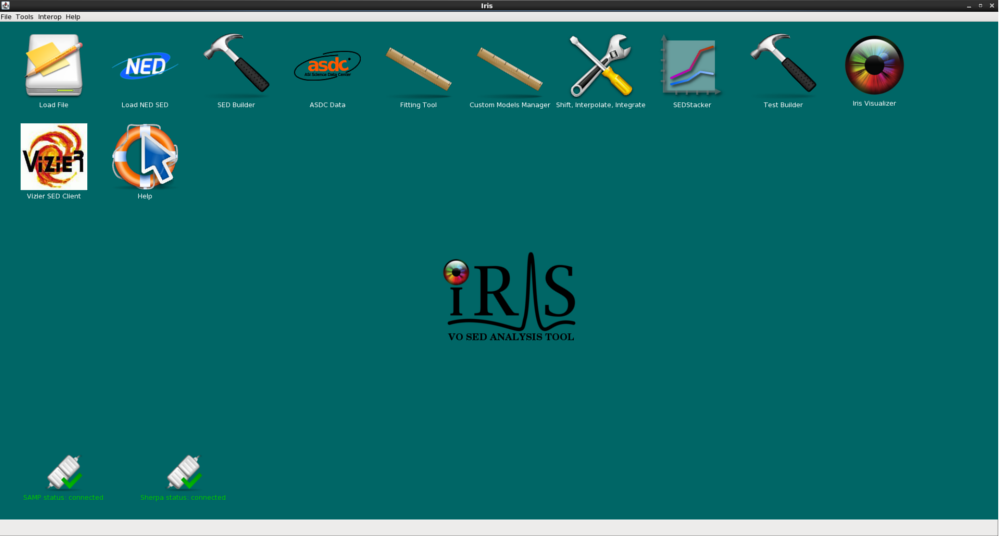 Iris
File Tools Interop Help
NED
asdc
Load File
Load NED SED
SED Builder
ASDC Data
Fitting Tool
Custom Models Manager
Shift, Interpolate, Integrate
SEDStacker
Test Builder
Iris Visualizer
VizieR
Vizier SED Client
Help
iRIS
VO SED ANALYSIS TOOL
SAMP status: connected
Sherpa status: connected